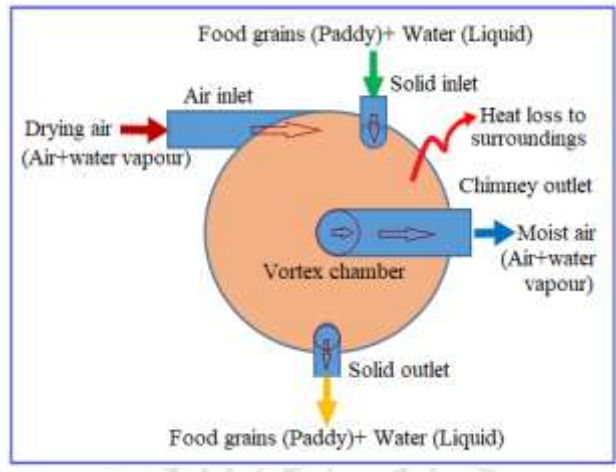 Food grains (Paddy)+ Water (Liquid)
Solid inlet
Air inlet
Heat loss to
surroundings
Drying air
(Air+water vapour)
Chimney outlet
Moist air
(Air+water
vapour)
Vortex chamber
Solid outlet
Food grains (Paddy)+ Water (Liquid)